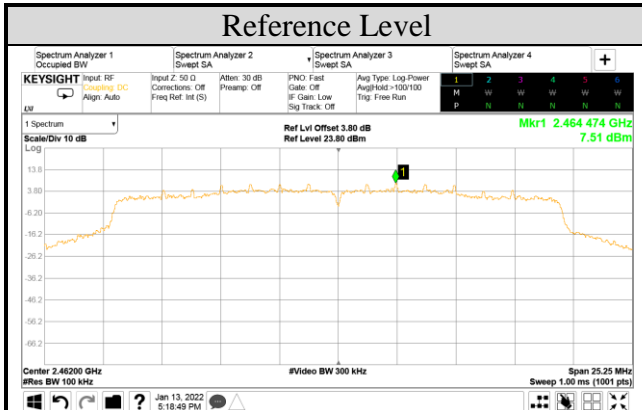 Reference Level
Spectrum Analyzer 1
Occupied BW
Spectrum Analyzer 2
Swept SA
Spectrum Analyzer 3
Swept SA
Spectrum Analyzer 4
Swept SA
+
KEYSIGHT
Input: RF
Coupling: DC
Align: Auto
Input Z: 50 Ω
Corrections: Off
Freq Ref: Int (S)
Atten: 30 dB
Preamp: Off
PNO: Fast
Gate: Off
IF Gain: Low
Sig Track: Off
Avg Type: Log-Power
Avg|Hold:>100/100
Trig: Free Run
1 2 3 4 5 6
M W W W W W
P N N N N N
LXI
1 Spectrum
Scale/Div 10 dB
Ref Lvl Offset 3.80 dB
Ref Level 23.80 dBm
Mkr1 2.464 474 GHz
7.51 dBm
Log
1
13.8
3.80
-6.20
-16.2
-26.2
-36.2
-46.2
-56.2
-66.2
Center 2.46200 GHz
#Res BW 100 kHz
#Video BW 300 kHz
Span 25.25 MHz
Sweep 1.00 ms (1001 pts)
?
Jan 13, 2022
5:18:49 PM